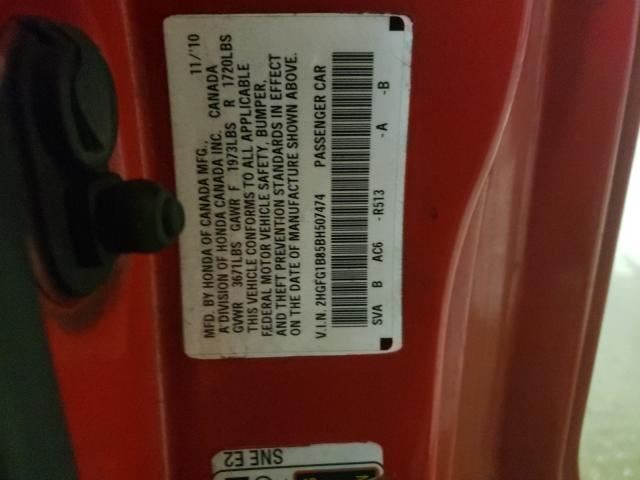 MFD. BY HONDA OF CANADA MFG., 11/'10
A DIVISION OF HONDA CANADA INC. CANADA
GVWR 3671LBS GAWR F 1973LBS R 1720LBS
THIS VEHICLE CONFORMS TO ALL APPLICABLE
FEDERAL MOTOR VEHICLE SAFETY, BUMPER,
AND THEFT PREVENTION STANDARDS IN EFFECT
ON THE DATE OF MANUFACTURE SHOWN ABOVE.
V.I.N. 2HGFG1B85BH507474 PASSENGER CAR
SVA B AC6 -R513 -A -B
SNE E2